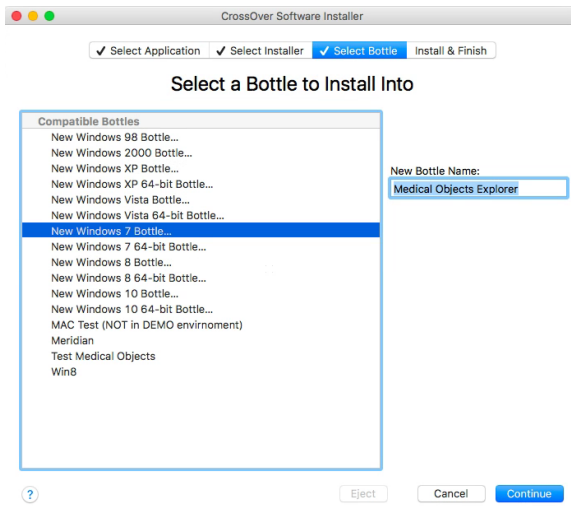 CrossOver Software Installer
✓ Select Application ✓ Select Installer ✓ Select Bottle Install & Finish
Select a Bottle to Install Into
Compatible Bottles
New Windows 98 Bottle...
New Windows 2000 Bottle...
New Windows XP Bottle...
New Windows XP 64-bit Bottle...
New Windows Vista Bottle...
New Windows Vista 64-bit Bottle...
New Windows 7 Bottle...
New Windows 7 64-bit Bottle...
New Windows 8 Bottle...
New Windows 8 64-bit Bottle...
New Windows 10 Bottle...
New Windows 10 64-bit Bottle...
MAC Test (NOT in DEMO envirnoment)
Meridian
Test Medical Objects
Win8
New Bottle Name:
Medical Objects Explorer
? Eject Cancel Continue